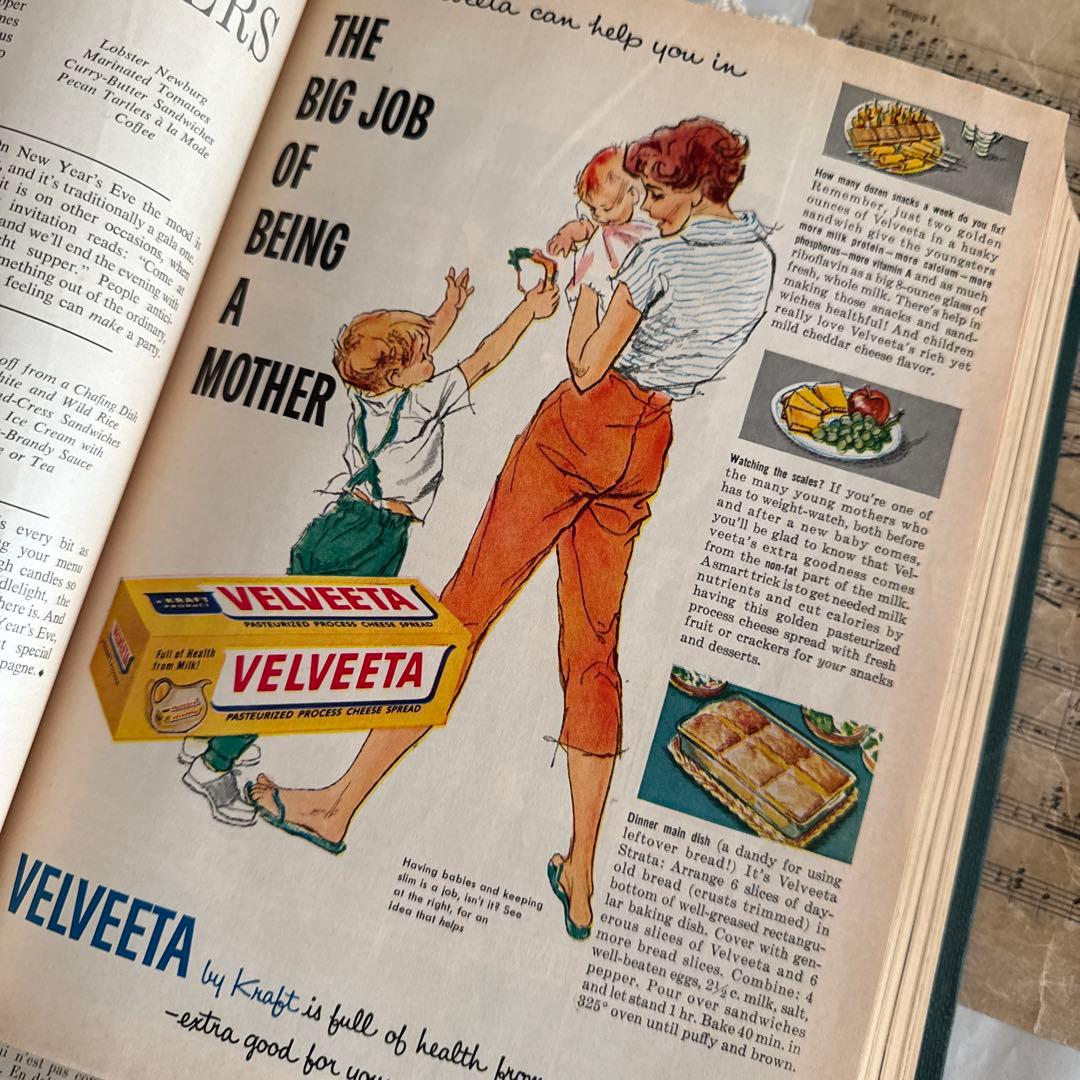 ERS
Lobster Newburg
Marinated Tomatoes
Curry-Butter Sandwiches
Pecan Tartlets à la Mode
Coffee
New Year's Eve the mood is
and it's traditionally a gala one.
it is on other occasions, when
invitation reads: "Come at
and we'll end the evening with
supper." People antici-
something out of the ordinary,
feeling can make a party.
off from a Chafing Dish
and Wild Rice
Sandwiches
Ice Cream with
-Brandy Sauce
or Tea
every bit as
your menu
candles so
the
here is. And
Year's Eve,
special
pagne.♦
can help you in
THE
BIG JOB
OF
BEING
A
MOTHER
How many dozen snacks a week do you fix?
Remember, just two golden
ounces of Velveeta in a husky
sandwich give the youngsters
more milk protein—more calcium—more
phosphorus—more vitamin A and as much
riboflavin as a big 8-ounce glass of
fresh, whole milk. There's help in
making those snacks and sand-
wiches healthful! And children
really love Velveeta's rich yet
mild cheddar cheese flavor.
Watching the scales? If you're one of
the many young mothers who
has to weight-watch, both before
and after a new baby comes,
you'll be glad to know that Vel-
veeta's extra goodness comes
from the non-fat part of the milk.
A smart trick is to get needed milk
nutrients and cut calories by
having this golden pasteurized
process cheese spread with fresh
fruit or crackers for your snacks
and desserts.
Dinner main dish (a dandy for using
leftover bread!) It's Velveeta
Strata: Arrange 6 slices of day-
old bread (crusts trimmed) in
bottom of well-greased rectangu-
lar baking dish. Cover with gen-
erous slices of Velveeta and 6
more bread slices. Combine: 4
well-beaten eggs, 2½ c. milk, salt,
pepper. Pour over sandwiches
and let stand 1 hr. Bake 40 min. in
325° oven until puffy and brown.
KRAFT
PRODUCT
VELVEETA
PASTEURIZED PROCESS CHEESE SPREAD
Full of Health
from Milk!
VELVEETA
PASTEURIZED PROCESS CHEESE SPREAD
Having babies and keeping
slim is a job, isn't it? See
at the right, for an
idea that helps
VELVEETA by Kraft is full of health from
—extra good for you
Tempo I.
n'est pas